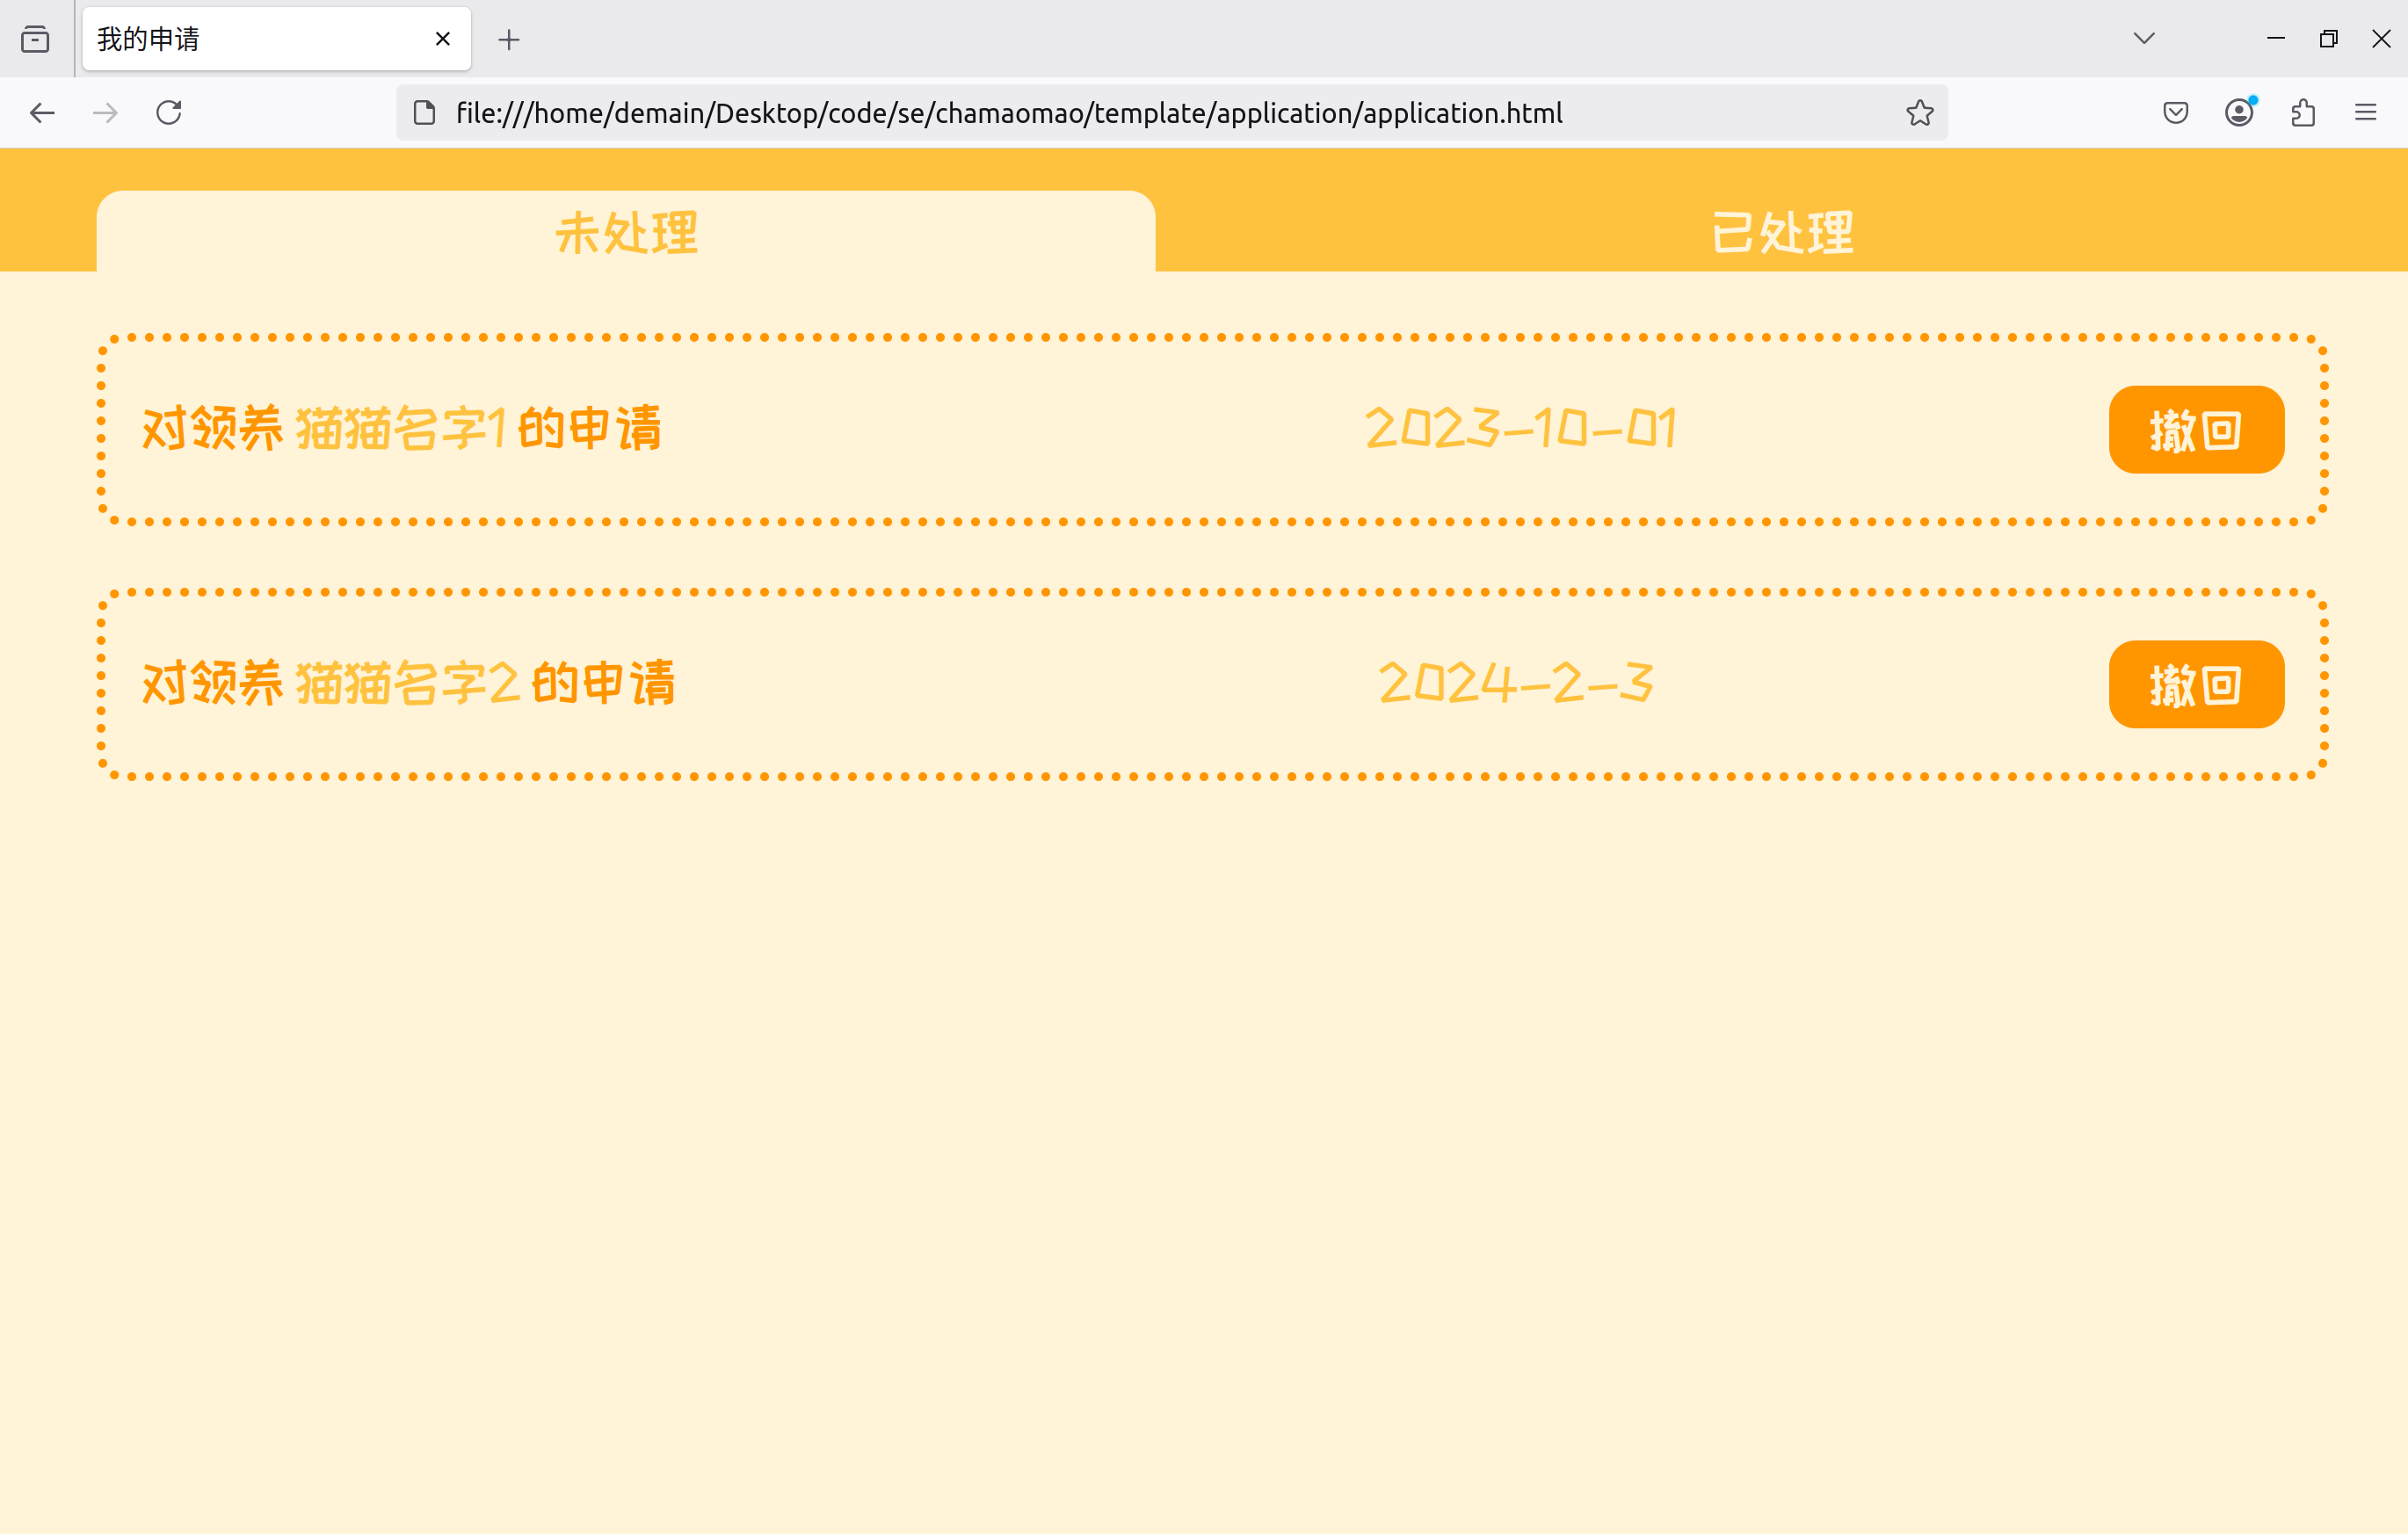 我的申请
file:///home/demain/Desktop/code/se/chamaomao/template/application/application.html
未处理 已处理
对领养 猫猫名字1 的申请 2023-10-01 撤回
对领养 猫猫名字2 的申请 2024-2-3 撤回